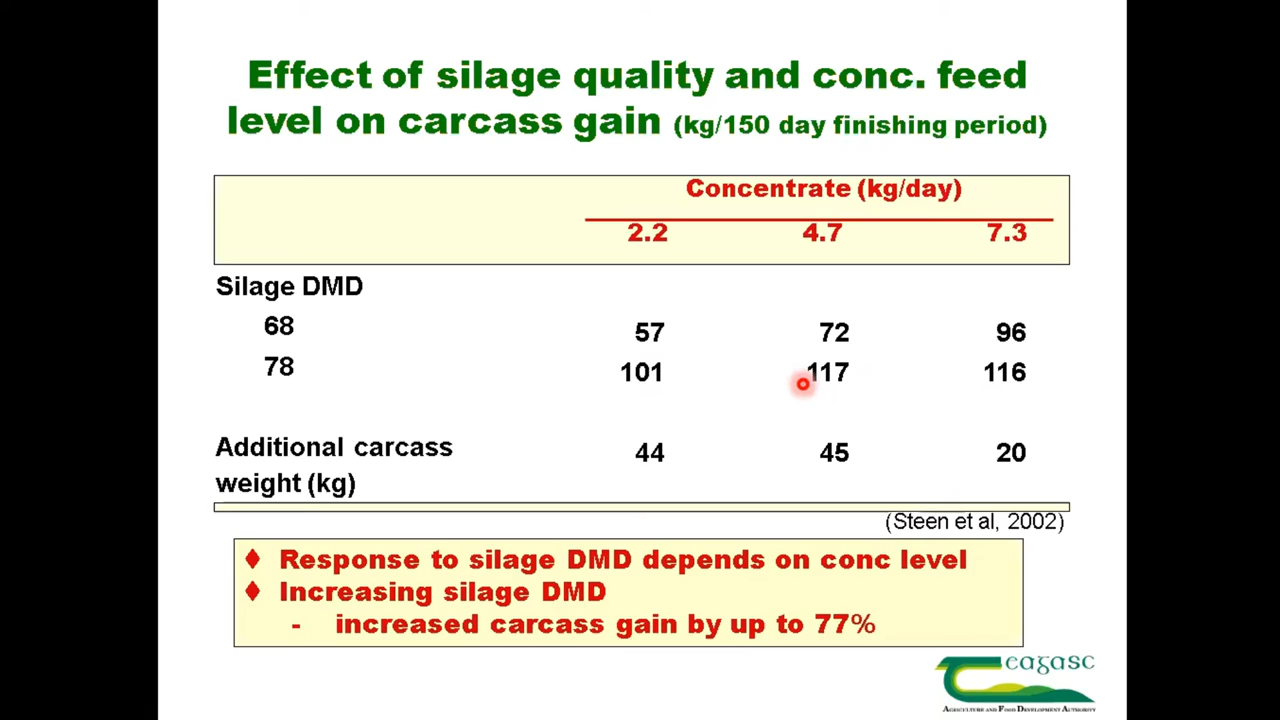 Effect of silage quality and conc. feed
level on carcass gain (kg/150 day finishing period)
Concentrate (kg/day)
2.2 4.7 7.3
Silage DMD
68 57 72 96
78 101 117 116
Additional carcass
weight (kg) 44 45 20
(Steen et al, 2002)
♦ Response to silage DMD depends on conc level
♦ Increasing silage DMD
- increased carcass gain by up to 77%
Teagasc
Agriculture and Food Development Authority